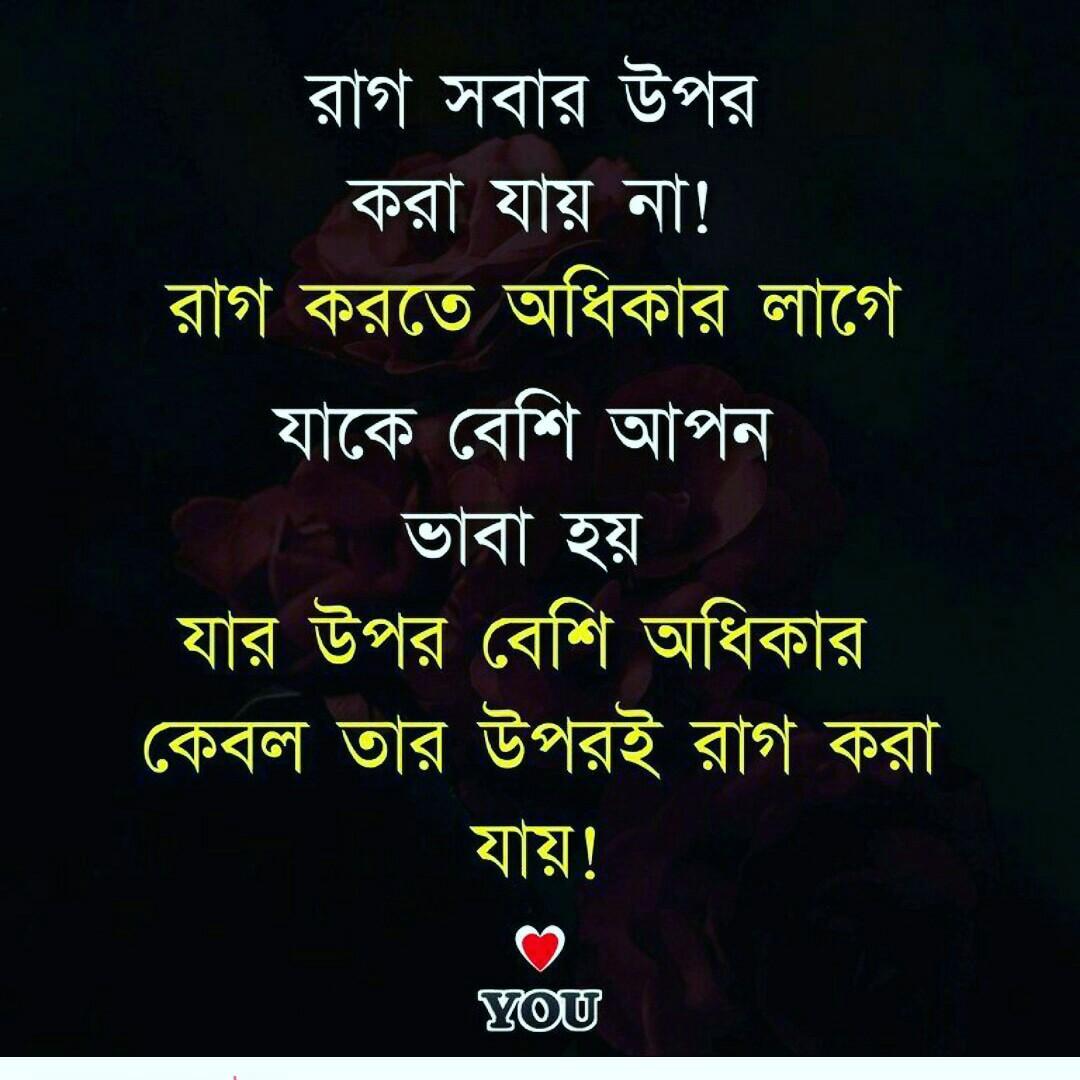 রাগ সবার উপর
করা যায় না!
রাগ করতে অধিকার লাগে
যাকে বেশি আপন
ভাবা হয়
যার উপর বেশি অধিকার
কেবল তার উপরই রাগ করা
যায়!
YOU